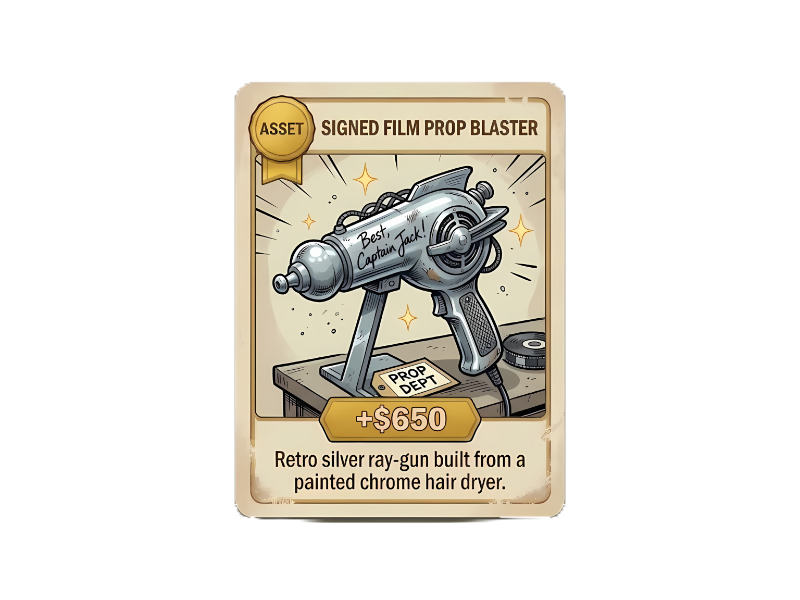 ASSET
SIGNED FILM PROP BLASTER
Best,
Captain Jack!
PROP
DEPT
+$650
Retro silver ray-gun built from a
painted chrome hair dryer.